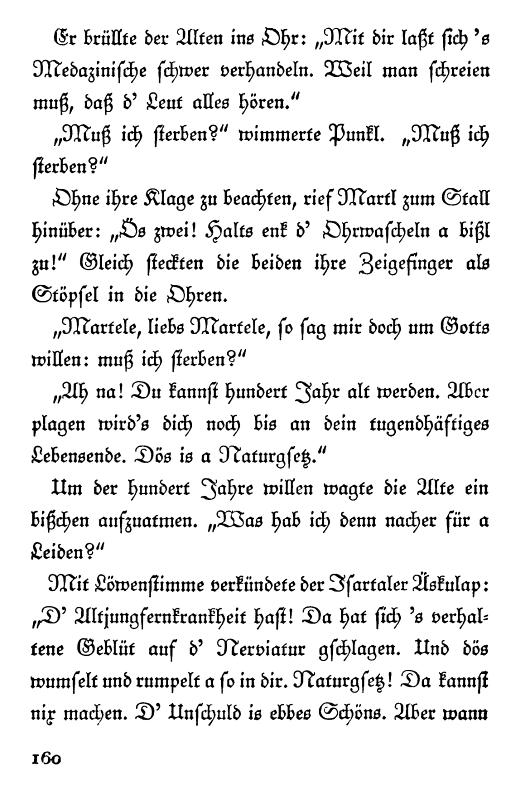 Er brüllte der Alten ins Ohr: „Mit dir laßt sich 's
Medazinische schwer verhandeln. Weil man schreien
muß, daß d' Leut alles hören.“
„Muß ich sterben?“ wimmerte Punkl. „Muß ich
sterben?“
Ohne ihre Klage zu beachten, rief Martl zum Stall
hinüber: „Ös zwei! Halts enk d' Ohrwascheln a bißl
zu!“ Gleich steckten die beiden ihre Zeigefinger als
Stöpsel in die Ohren.
„Martele, liebs Martele, so sag mir doch um Gotts
willen: muß ich sterben?“
„Ah na! Du kannst hundert Jahr alt werden. Aber
plagen wird's dich noch bis an dein tugendhäftiges
Lebensende. Dös is a Naturgsetz.“
Um der hundert Jahre willen wagte die Alte ein
bißchen aufzuatmen. „Was hab ich denn nacher für a
Leiden?“
Mit Löwenstimme verkündete der Isartaler Äskulap:
„D' Altjungfernkrankheit hast! Da hat sich 's verhal-
tene Geblüt auf d' Nerviatur gschlagen. Und dös
wumselt und rumpelt a so in dir. Naturgsetz! Da kannst
nix machen. D' Unschuld is ebbes Schöns. Aber wann
160